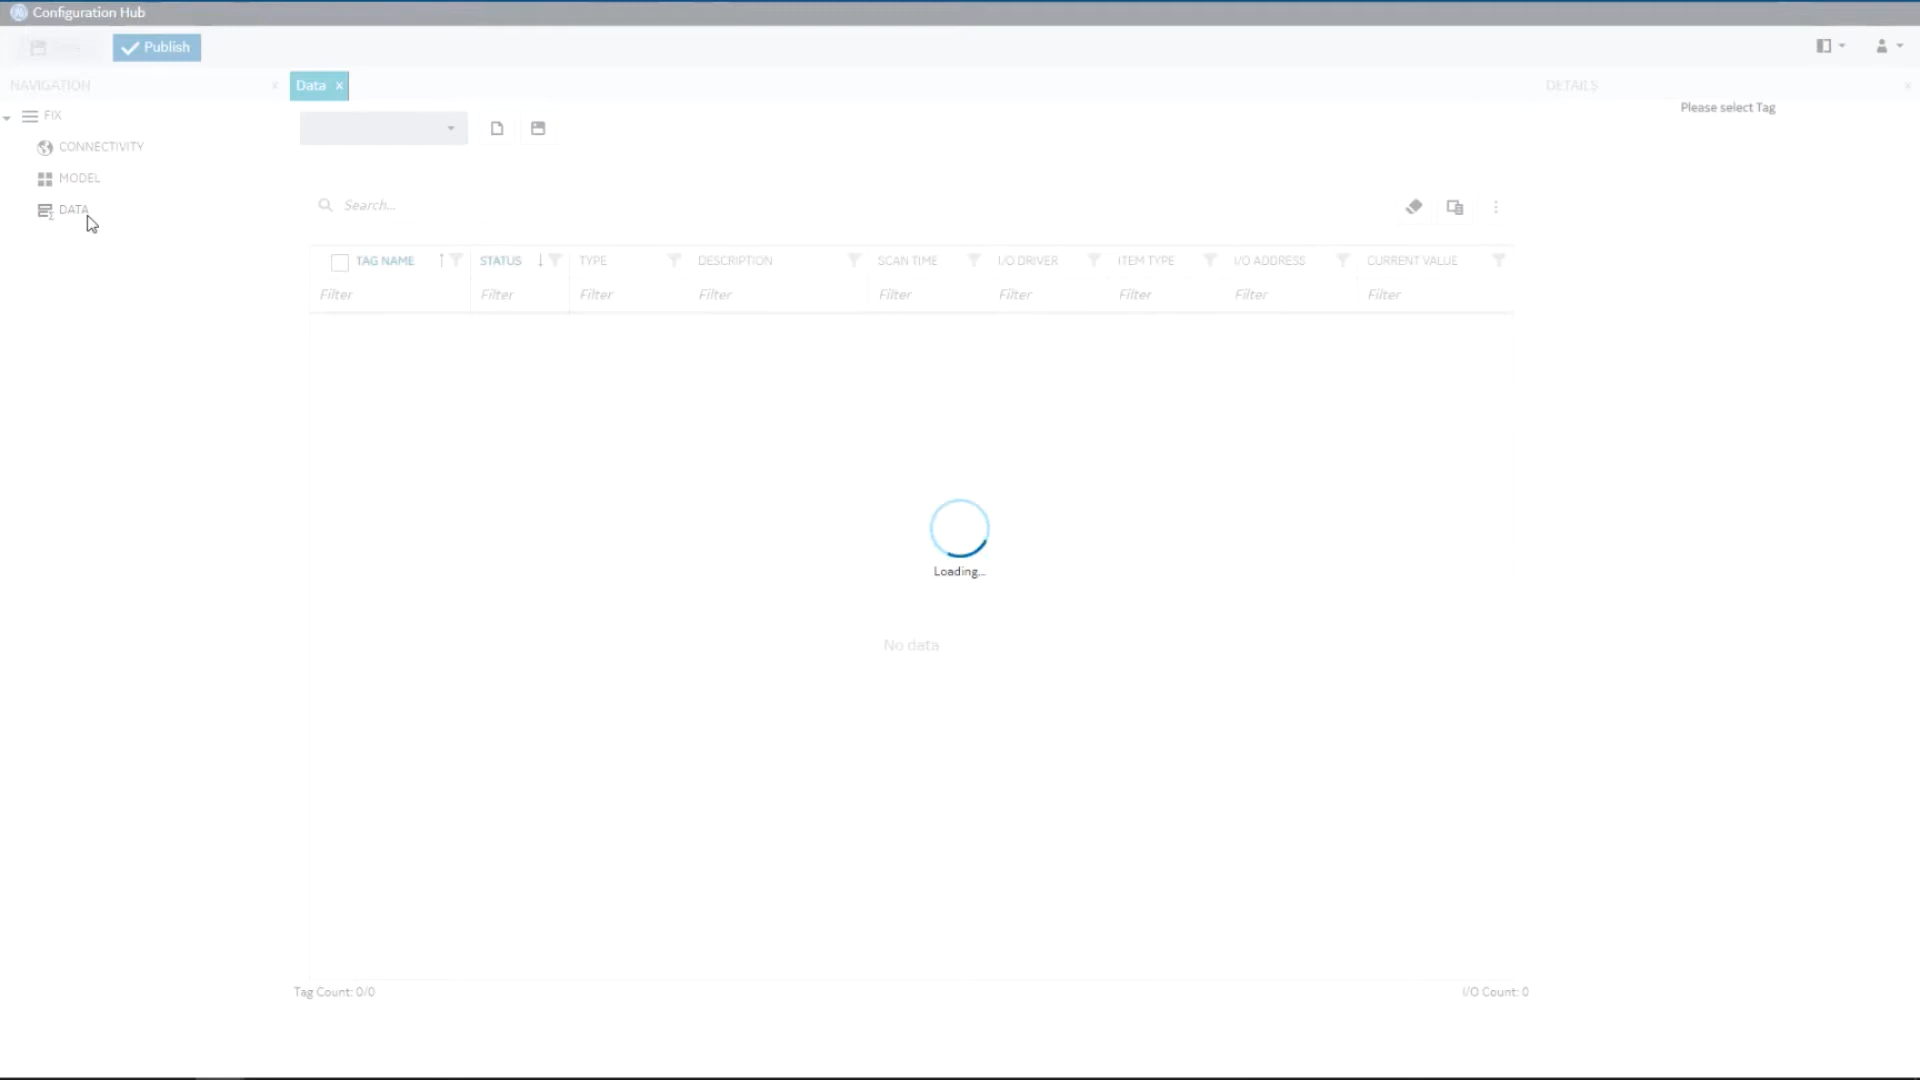 Configuration Hub
Publish
NAVIGATION
Data
DETAILS
Please select Tag
FIX
CONNECTIVITY
MODEL
DATA
Search...
TAG NAME STATUS TYPE DESCRIPTION SCAN TIME I/O DRIVER ITEM TYPE I/O ADDRESS CURRENT VALUE
Filter Filter Filter Filter Filter Filter Filter Filter Filter
Loading...
No data
Tag Count: 0/0
I/O Count: 0